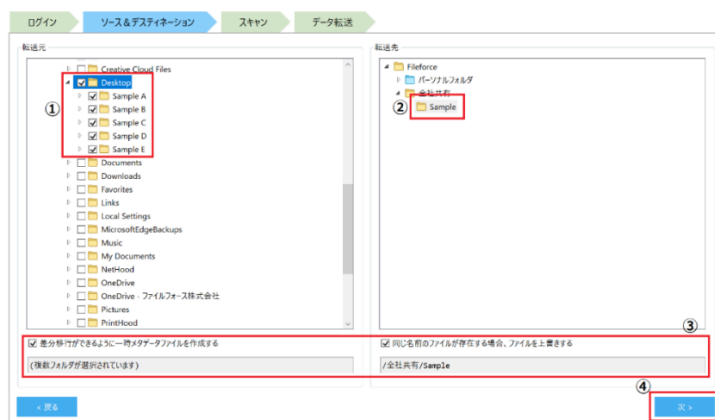 ログイン
ソース&デスティネーション
スキャン
データ転送
転送元
Creative Cloud Files
Desktop
①
Sample A
Sample B
Sample C
Sample D
Sample E
Documents
Downloads
Favorites
Links
Local Settings
MicrosoftEdgeBackups
Music
My Documents
NetHood
OneDrive
OneDrive - ファイルフォース株式会社
Pictures
PrintHood
差分移行ができるように一時メタデータファイルを作成する
(複数フォルダが選択されています)
転送先
Fileforce
パーソナルフォルダ
全社共有
②
Sample
③
同じ名前のファイルが存在する場合、ファイルを上書きする
/全社共有/Sample
④
< 戻る
次 >